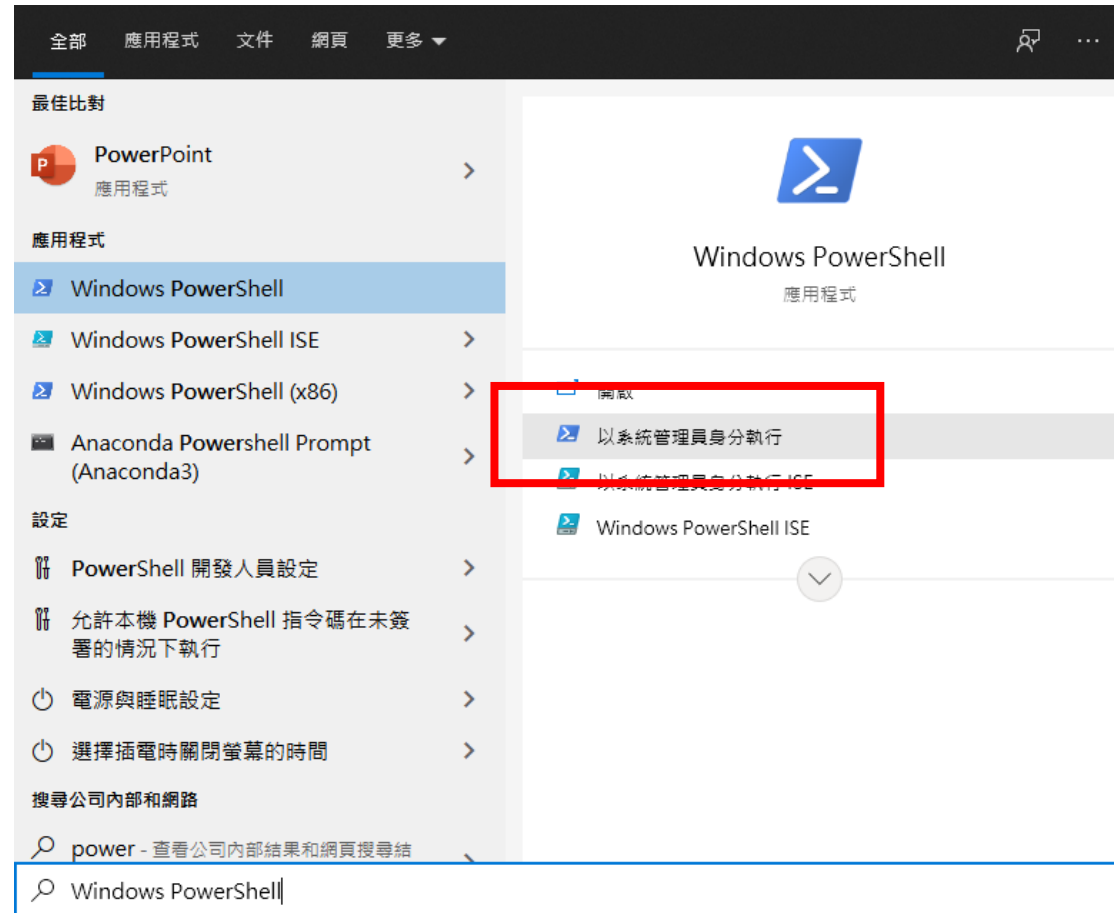 全部 應用程式 文件 網頁 更多
最佳比對
PowerPoint
應用程式
應用程式
Windows PowerShell
Windows PowerShell ISE
Windows PowerShell (x86)
Anaconda Powershell Prompt
(Anaconda3)
設定
PowerShell 開發人員設定
允許本機 PowerShell 指令碼在未簽
署的情況下執行
電源與睡眠設定
選擇插電時關閉螢幕的時間
搜尋公司內部和網路
power - 查看公司內部結果和網頁搜尋結
Windows PowerShell
Windows PowerShell
應用程式
開啟
以系統管理員身分執行
以系統管理員身分執行 ISE
Windows PowerShell ISE